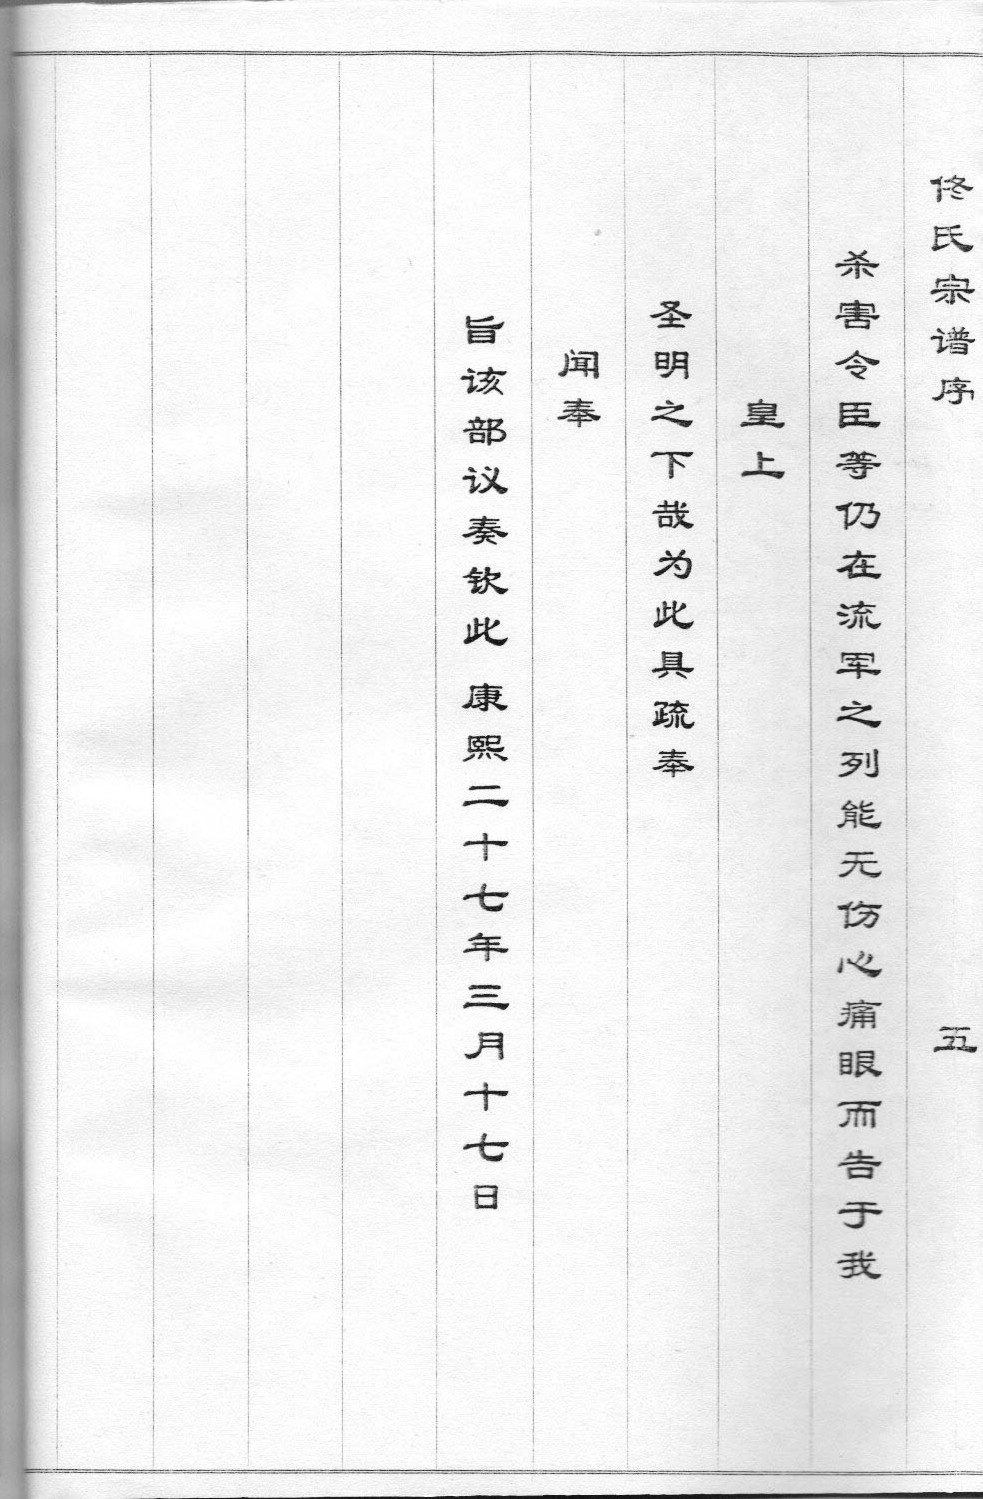 佟氏宗谱序 五
杀害令臣等仍在流军之列能无伤心痛眼而告于我
皇上
圣明之下哉为此具疏奉
闻奉
旨该部议奏钦此 康熙二十七年三月十七日